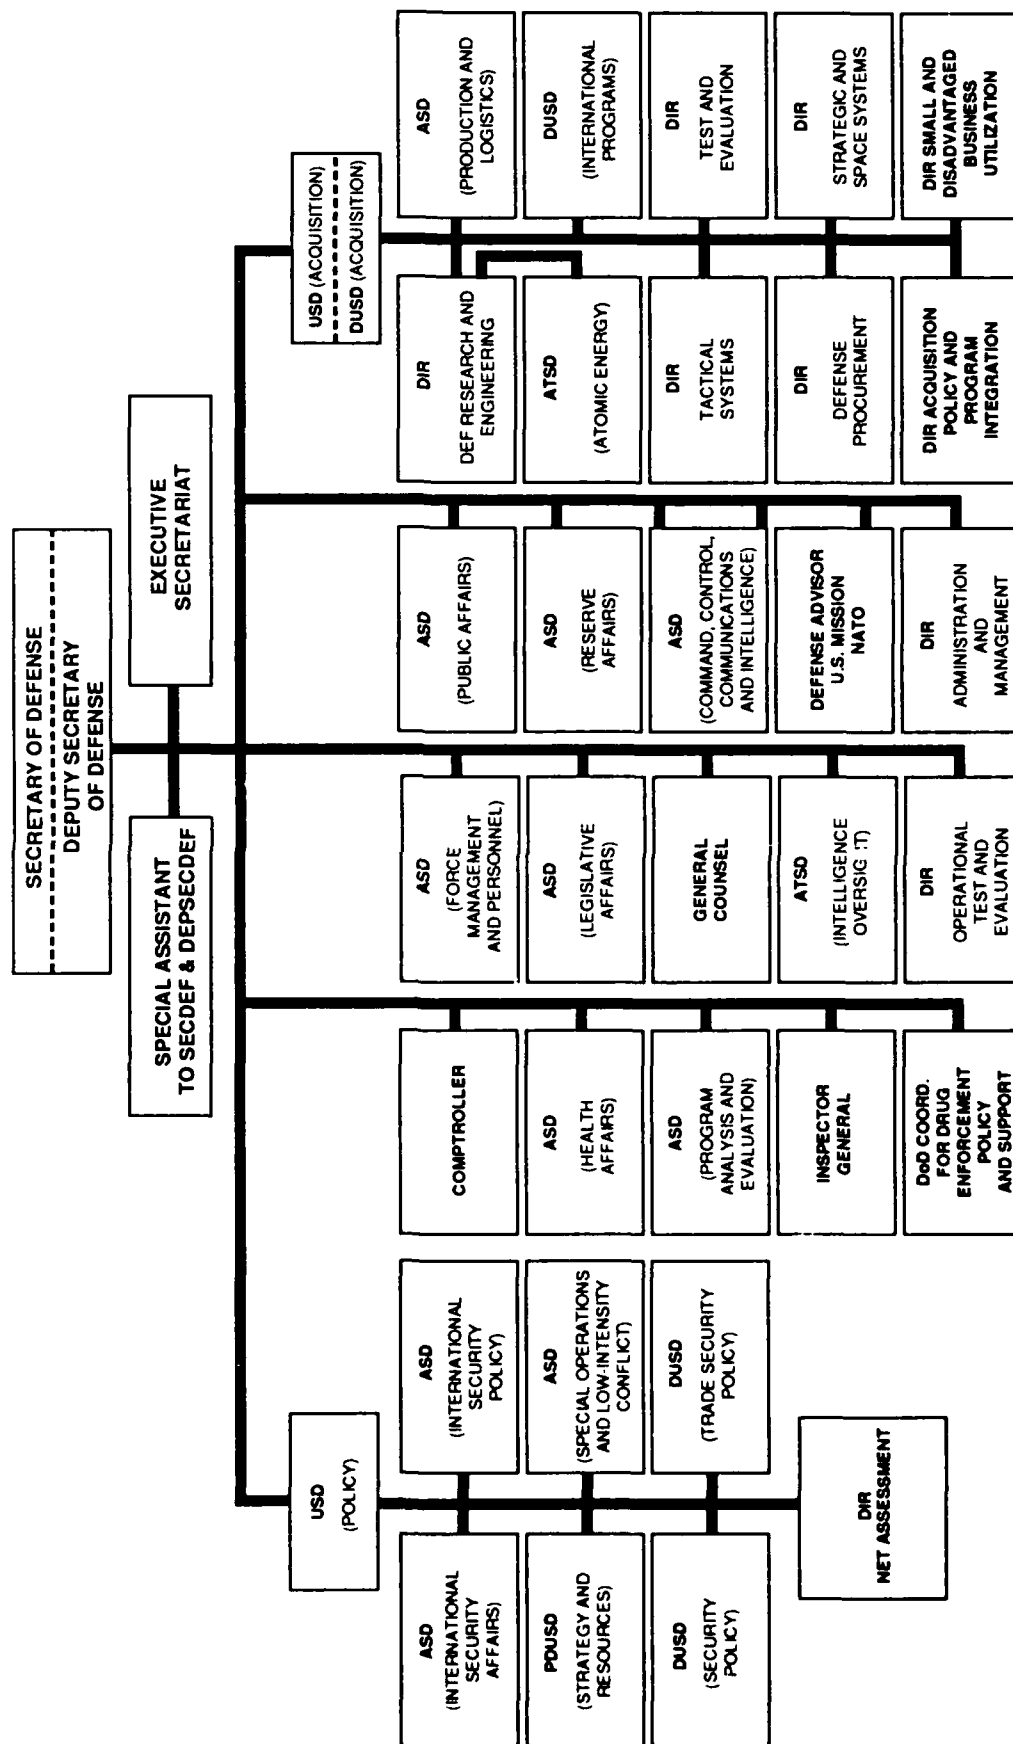 SECRETARY OF DEFENSE
DEPUTY SECRETARY
OF DEFENSE
SPECIAL ASSISTANT
TO SECDEF & DEPSECDEF
EXECUTIVE
SECRETARIAT
USD
(POLICY)
ASD
(INTERNATIONAL
SECURITY
AFFAIRS)
ASD
(INTERNATIONAL
SECURITY
POLICY)
PDUSD
(STRATEGY AND
RESOURCES)
ASD
(SPECIAL OPERATIONS
AND LOW-INTENSITY
CONFLICT)
DUSD
(SECURITY
POLICY)
DUSD
(TRADE SECURITY
POLICY)
DIR
NET ASSESSMENT
COMPTROLLER
ASD
(HEALTH
AFFAIRS)
ASD
(PROGRAM
ANALYSIS AND
EVALUATION)
INSPECTOR
GENERAL
DoD COORD.
FOR DRUG
ENFORCEMENT
POLICY
AND SUPPORT
ASD
(FORCE
MANAGEMENT
AND PERSONNEL)
ASD
(LEGISLATIVE
AFFAIRS)
GENERAL
COUNSEL
ATSD
(INTELLIGENCE
DIR
OPERATIONAL
TEST AND
EVALUATION
ASD
(PUBLIC AFFAIRS)
ASD
(RESERVE
AFFAIRS)
ASD
(COMMAND, CONTROL,
COMMUNICATIONS
AND INTELLIGENCE)
DEFENSE ADVISOR
U.S. MISSION
NATO
DIR
ADMINISTRATION
AND
MANAGEMENT
USD (ACQUISITION)
DUSD (ACQUISITION)
DIR
DEF RESEARCH AND
ENGINEERING
ASD
(PRODUCTION AND
LOGISTICS)
ATSD
(ATOMIC ENERGY)
DUSD
(INTERNATIONAL
PROGRAMS)
DIR
TACTICAL
SYSTEMS
DIR
TEST AND
EVALUATION
DIR
DEFENSE
PROCUREMENT
DIR
STRATEGIC AND
SPACE SYSTEMS
DIR ACQUISITION
POLICY AND
PROGRAM
INTEGRATION
DIR SMALL AND
DISADVANTAGED
BUSINESS
UTILIZATION